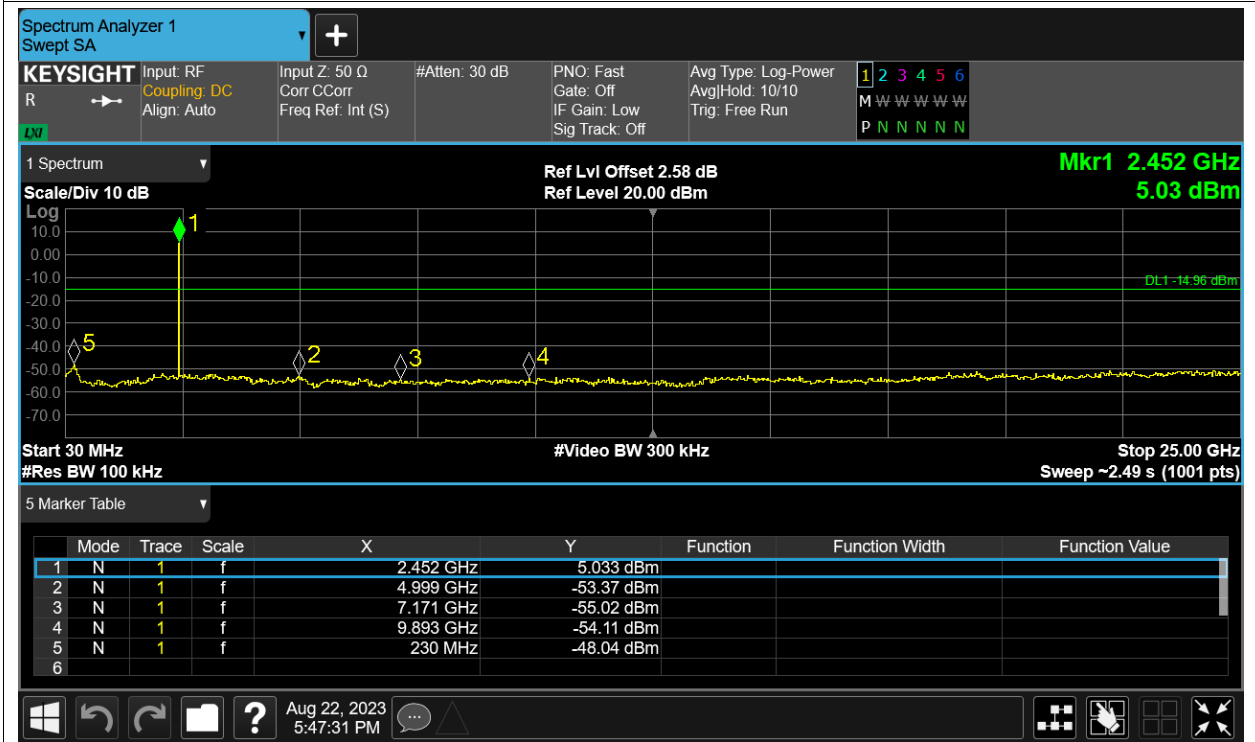 Spectrum Analyzer 1
Swept SA
KEYSIGHT
R
LXI
Input: RF
Coupling: DC
Align: Auto
Input Z: 50 Ω
Corr CCorr
Freq Ref: Int (S)
#Atten: 30 dB
PNO: Fast
Gate: Off
IF Gain: Low
Sig Track: Off
Avg Type: Log-Power
Avg|Hold: 10/10
Trig: Free Run
1 2 3 4 5 6
M W W W W W
P N N N N N
1 Spectrum
Scale/Div 10 dB
Ref Lvl Offset 2.58 dB
Ref Level 20.00 dBm
Mkr1 2.452 GHz
5.03 dBm
Log
10.0
0.00
-10.0
-20.0
-30.0
-40.0
-50.0
-60.0
-70.0
1
5
2
3
4
DL1 -14.96 dBm
Start 30 MHz
#Video BW 300 kHz
Stop 25.00 GHz
#Res BW 100 kHz
Sweep ~2.49 s (1001 pts)
5 Marker Table
Mode Trace Scale X Y Function Function Width Function Value
1 N 1 f 2.452 GHz 5.033 dBm
2 N 1 f 4.999 GHz -53.37 dBm
3 N 1 f 7.171 GHz -55.02 dBm
4 N 1 f 9.893 GHz -54.11 dBm
5 N 1 f 230 MHz -48.04 dBm
6
?
Aug 22, 2023
5:47:31 PM